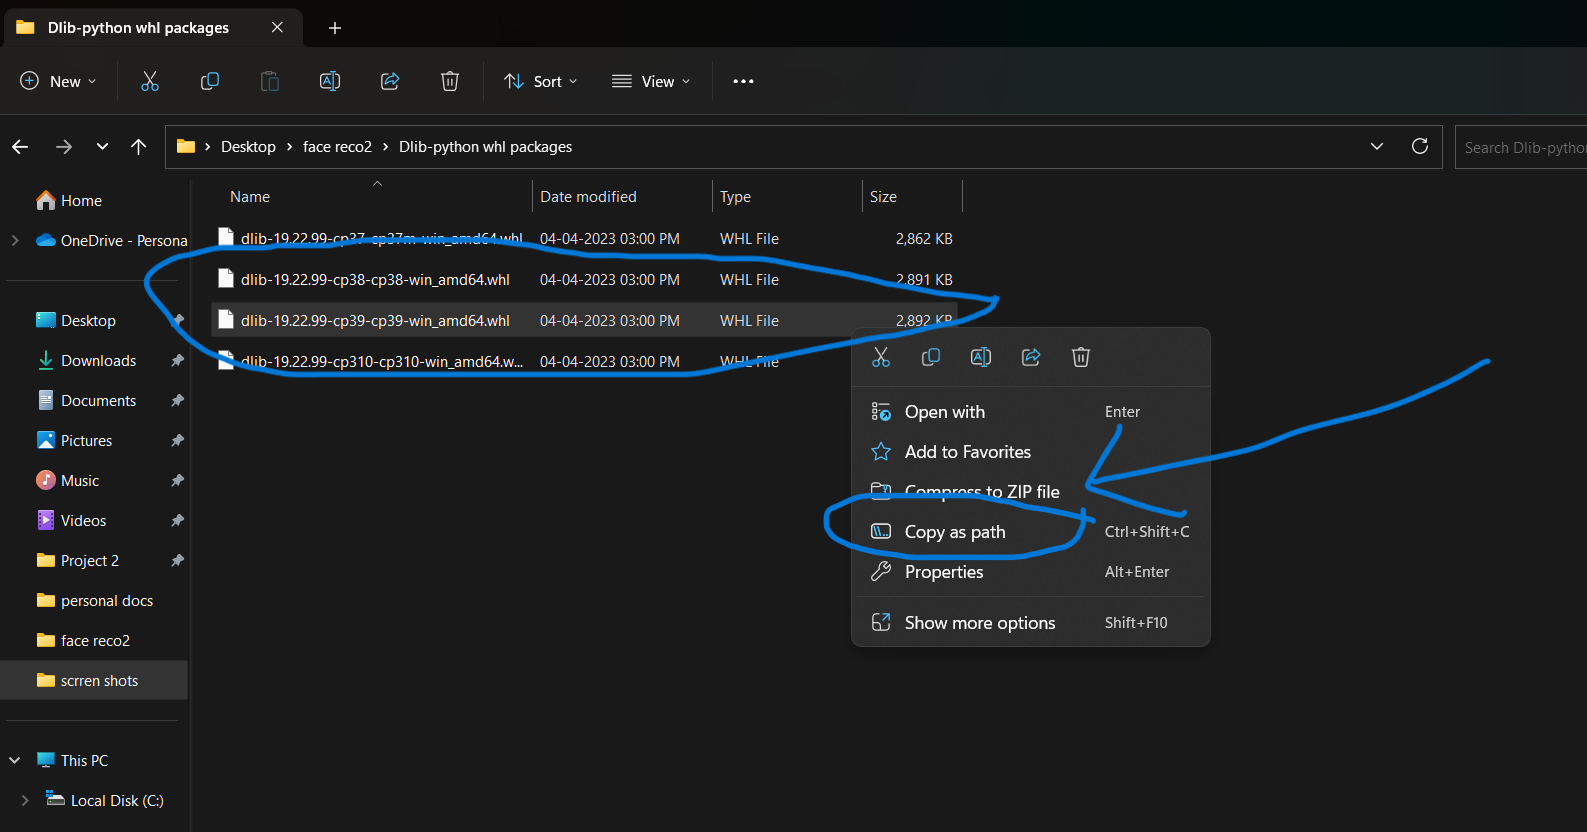 Dlib-python whl packages
New
Sort
View
Desktop > face reco2 > Dlib-python whl packages
Search Dlib-pytho
Name Date modified Type Size
Home
OneDrive - Persona
Desktop
Downloads
Documents
Pictures
Music
Videos
Project 2
personal docs
face reco2
scrren shots
This PC
Local Disk (C:)
dlib-19.22.99-cp37-cp37m-win_amd64.whl 04-04-2023 03:00 PM WHL File 2,862 KB
dlib-19.22.99-cp38-cp38-win_amd64.whl 04-04-2023 03:00 PM WHL File 2,891 KB
dlib-19.22.99-cp39-cp39-win_amd64.whl 04-04-2023 03:00 PM WHL File 2,892 KB
dlib-19.22.99-cp310-cp310-win_amd64.w... 04-04-2023 03:00 PM WHL File
Open with Enter
Add to Favorites
Compress to ZIP file
Copy as path Ctrl+Shift+C
Properties Alt+Enter
Show more options Shift+F10